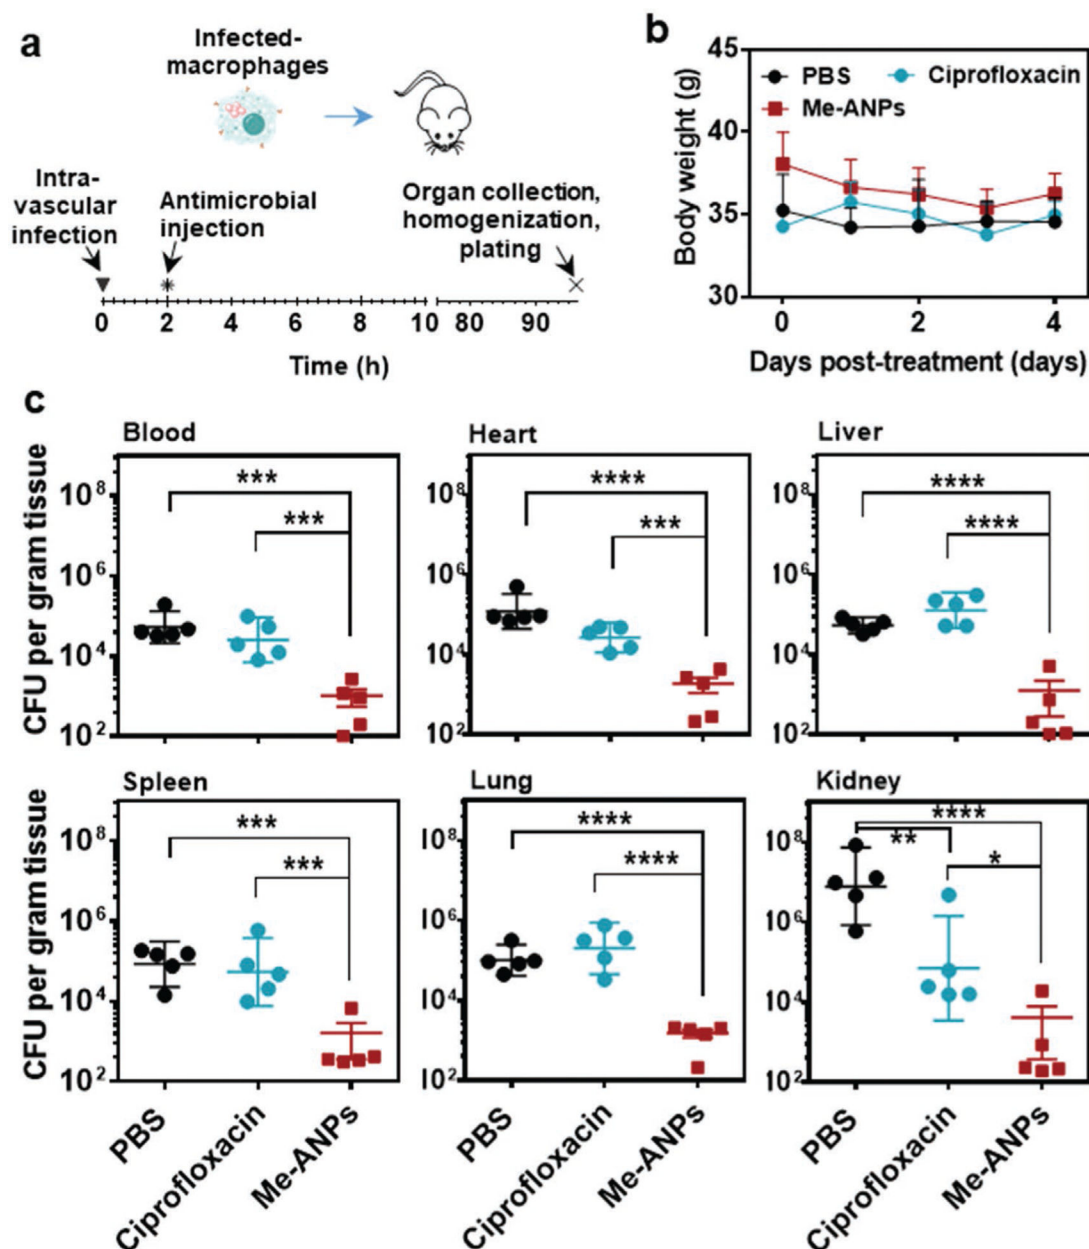 a
Infected-
macrophages
Intra-
vascular
infection
Antimicrobial
injection
Organ collection,
homogenization,
plating
0 2 4 6 8 10 80 90
Time (h)
b
Body weight (g)
45
40
35
30
PBS
Ciprofloxacin
Me-ANPs
0 2 4
Days post-treatment (days)
c
CFU per gram tissue
Blood
10⁸
10⁶
10⁴
10²
***
***
Heart
10⁸
10⁶
10⁴
10²
****
***
Liver
10⁸
10⁶
10⁴
10²
****
****
CFU per gram tissue
Spleen
10⁸
10⁶
10⁴
10²
***
***
PBS
Ciprofloxacin
Me-ANPs
Lung
10⁸
10⁶
10⁴
10²
****
****
PBS
Ciprofloxacin
Me-ANPs
Kidney
10⁸
10⁶
10⁴
10²
****
**
*
PBS
Ciprofloxacin
Me-ANPs